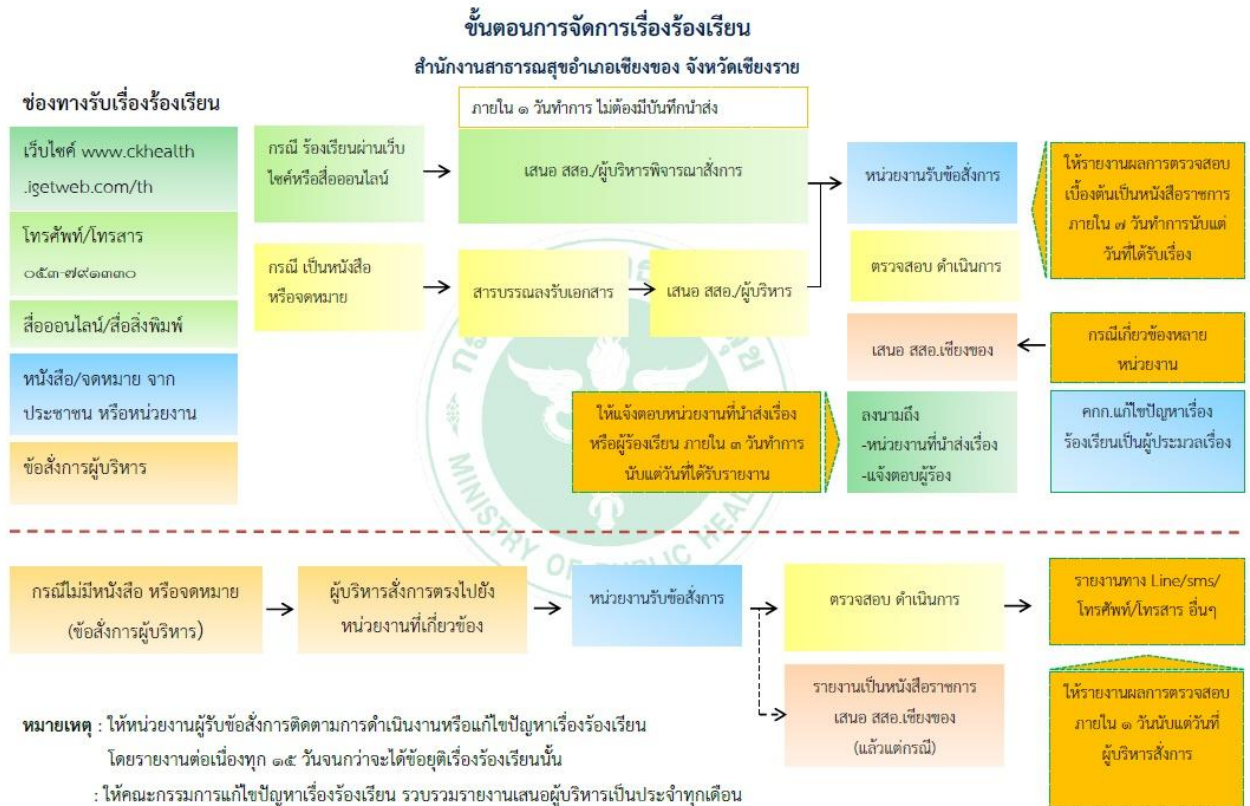 ขั้นตอนการจัดการเรื่องร้องเรียน
สำนักงานสาธารณสุขอำเภอเชียงของ จังหวัดเชียงราย
ช่องทางรับเรื่องร้องเรียน
เว็บไซค์ www.ckhealth
.igetweb.com/th
โทรศัพท์/โทรสาร
๐๕๓-๗๙๑๓๓๐
สื่อออนไลน์/สื่อสิ่งพิมพ์
หนังสือ/จดหมาย จาก
ประชาชน หรือหน่วยงาน
ข้อสั่งการผู้บริหาร
กรณี ร้องเรียนผ่านเว็บ
ไซค์หรือสื่อออนไลน์
ภายใน ๑ วันทำการ ไม่ต้องมีบันทึกนำส่ง
เสนอ สสอ./ผู้บริหารพิจารณาสั่งการ
กรณี เป็นหนังสือ
หรือจดหมาย
สารบรรณลงรับเอกสาร
เสนอ สสอ./ผู้บริหาร
หน่วยงานรับข้อสั่งการ
ให้รายงานผลการตรวจสอบ
เบื้องต้นเป็นหนังสือราชการ
ภายใน ๗ วันทำการนับแต่
วันที่ได้รับเรื่อง
ตรวจสอบ ดำเนินการ
เสนอ สสอ.เชียงของ
กรณีเกี่ยวข้องหลาย
หน่วยงาน
ให้แจ้งตอบหน่วยงานที่นำส่งเรื่อง
หรือผู้ร้องเรียน ภายใน ๓ วันทำการ
นับแต่วันที่ได้รับรายงาน
ลงนามถึง
-หน่วยงานที่นำส่งเรื่อง
-แจ้งตอบผู้ร้อง
คกก.แก้ไขปัญหาเรื่อง
ร้องเรียนเป็นผู้ประมวลเรื่อง
MINISTRY OF PUBLIC HEAL
กรณีไม่มีหนังสือ หรือจดหมาย
(ข้อสั่งการผู้บริหาร)
ผู้บริหารสั่งการตรงไปยัง
หน่วยงานที่เกี่ยวข้อง
หน่วยงานรับข้อสั่งการ
ตรวจสอบ ดำเนินการ
รายงานทาง Line/sms/
โทรศัพท์/โทรสาร อื่นๆ
รายงานเป็นหนังสือราชการ
เสนอ สสอ.เชียงของ
(แล้วแต่กรณี)
ให้รายงานผลการตรวจสอบ
ภายใน ๑ วันนับแต่วันที่
ผู้บริหารสั่งการ
หมายเหตุ : ให้หน่วยงานผู้รับข้อสั่งการติดตามการดำเนินงานหรือแก้ไขปัญหาเรื่องร้องเรียน
โดยรายงานต่อเนื่องทุก ๑๕ วันจนกว่าจะได้ข้อยุติเรื่องร้องเรียนนั้น
: ให้คณะกรรมการแก้ไขปัญหาเรื่องร้องเรียน รวบรวมรายงานเสนอผู้บริหารเป็นประจำทุกเดือน